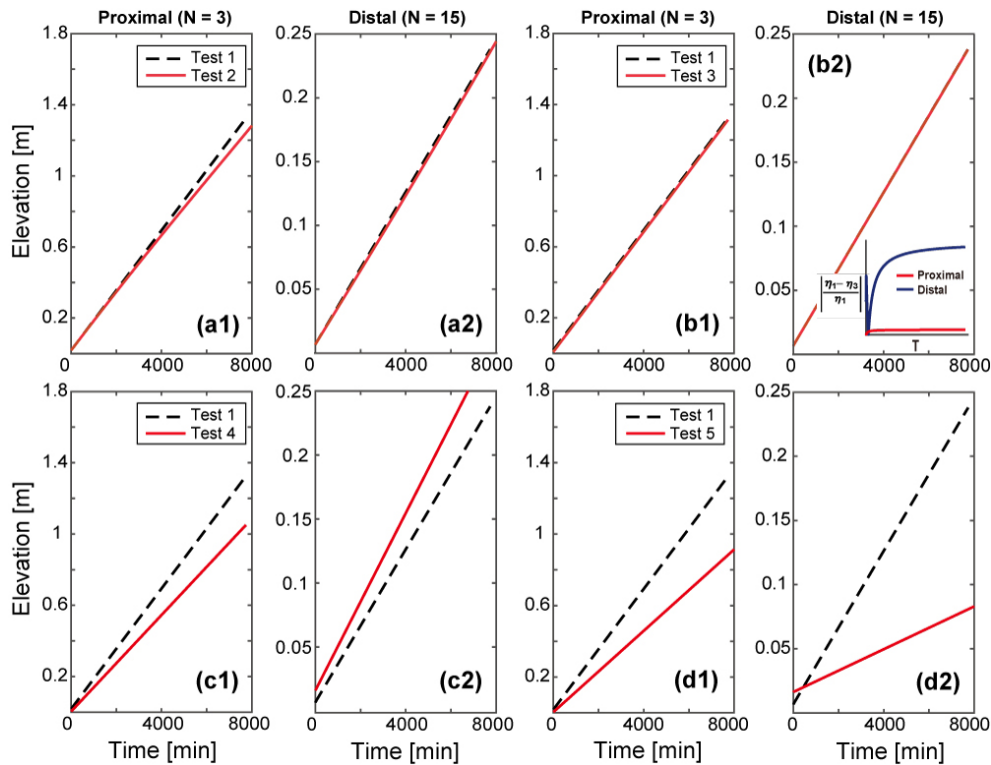 Proximal (N = 3)
Distal (N = 15)
Proximal (N = 3)
Distal (N = 15)
Elevation [m]
1.8
1.4
1
0.6
0.2
0
4000
8000
Test 1
Test 2
(a1)
0.25
0.2
0.15
0.1
0.05
0
4000
8000
(a2)
1.8
1.4
1
0.6
0.2
0
4000
8000
Test 1
Test 3
(b1)
0.25
0.2
0.15
0.1
0.05
0
4000
8000
(b2)
|η1− η3
η1|
Proximal
Distal
T
Elevation [m]
1.8
1.4
1
0.6
0.2
0
4000
8000
Test 1
Test 4
(c1)
Time [min]
0.25
0.2
0.15
0.1
0.05
0
4000
8000
(c2)
Time [min]
1.8
1.4
1
0.6
0.2
0
4000
8000
Test 1
Test 5
(d1)
Time [min]
0.25
0.2
0.15
0.1
0.05
0
4000
8000
(d2)
Time [min]